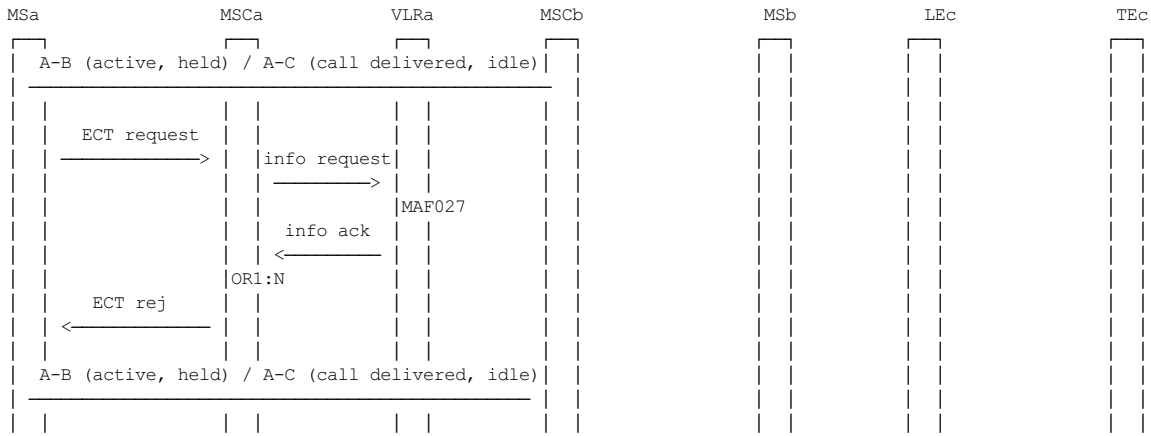 MSa MSCa VLRa MSCb MSb LEc TEc
A-B (active, held) / A-C (call delivered, idle)
ECT request
info request
MAF027
info ack
OR1:N
ECT rej
A-B (active, held) / A-C (call delivered, idle)